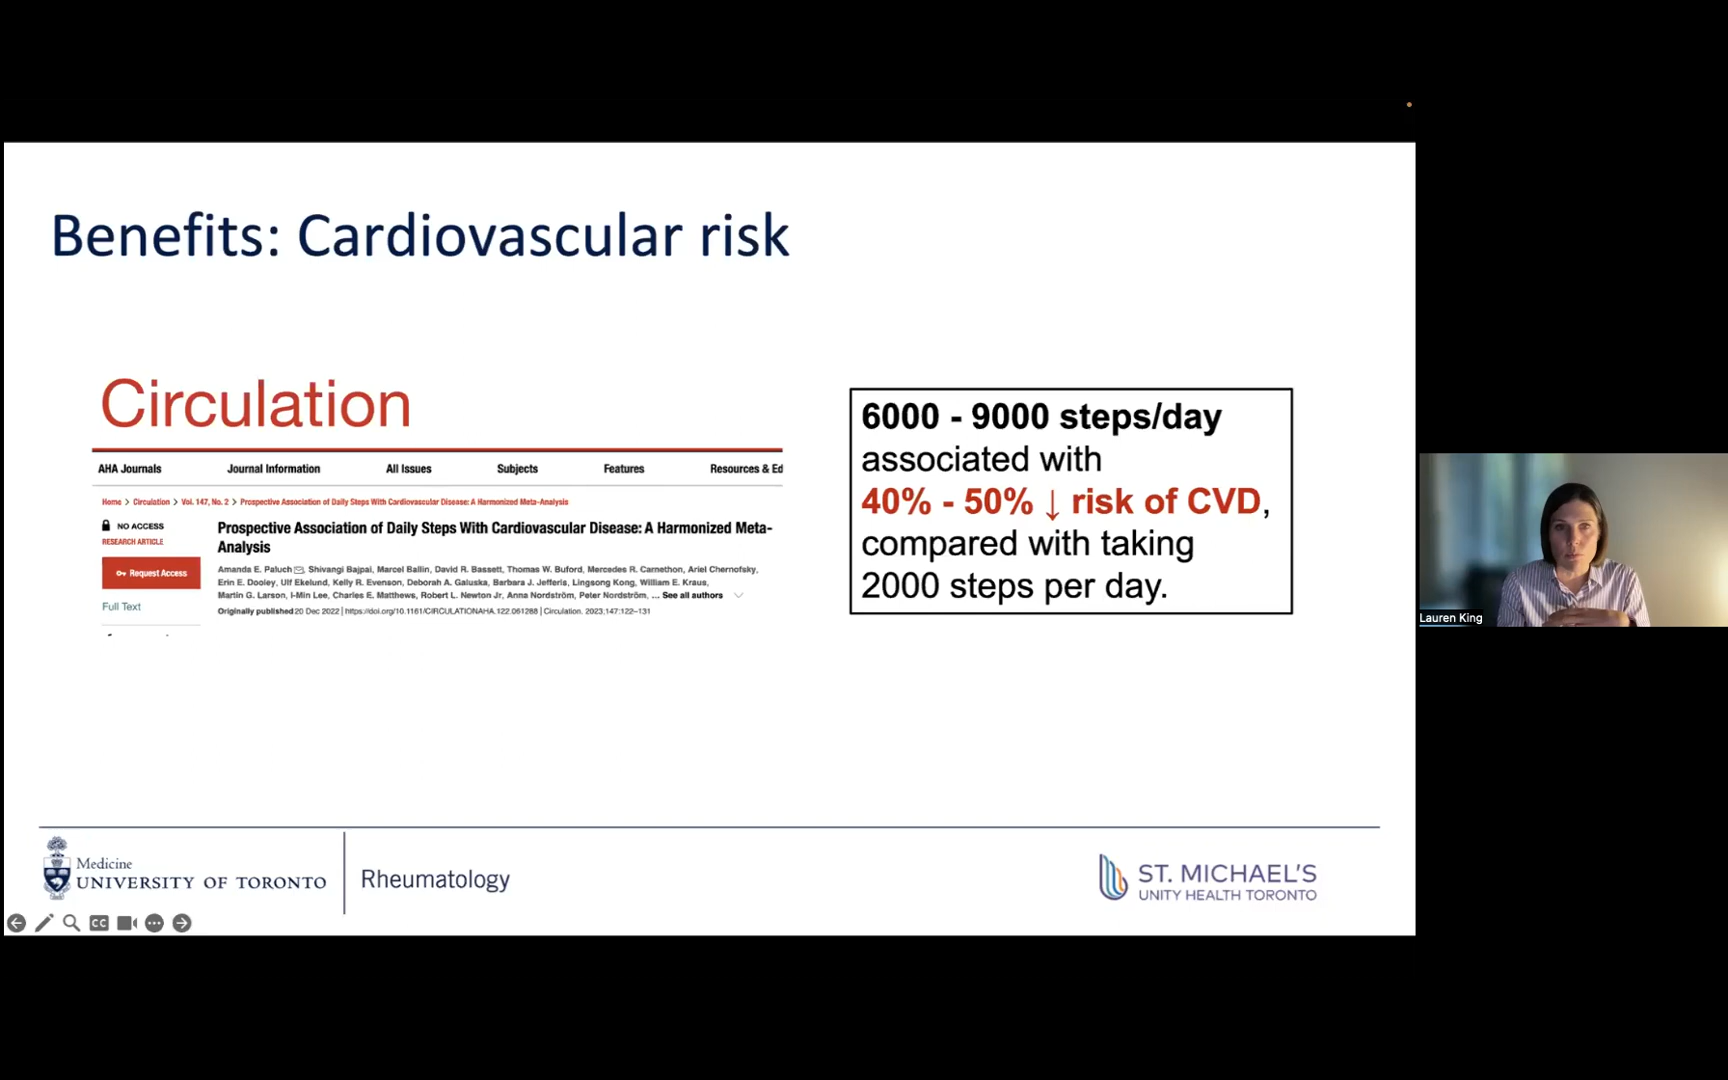 Benefits: Cardiovascular risk
Circulation
AHA Journals Journal Information All Issues Subjects Features Resources & Ed
Home > Circulation > Vol. 147, No. 2 > Prospective Association of Daily Steps With Cardiovascular Disease: A Harmonized Meta-Analysis
NO ACCESS
RESEARCH ARTICLE
Request Access
Full Text
Prospective Association of Daily Steps With Cardiovascular Disease: A Harmonized Meta-
Analysis
Amanda E. Paluch, Shivangi Bajpai, Marcel Ballin, David R. Bassett, Thomas W. Buford, Mercedes R. Carnethon, Ariel Chernofsky,
Erin E. Dooley, Ulf Ekelund, Kelly R. Evenson, Deborah A. Galuska, Barbara J. Jefferis, Lingsong Kong, William E. Kraus,
Martin G. Larson, I-Min Lee, Charles E. Matthews, Robert L. Newton Jr, Anna Nordström, Peter Nordström, ... See all authors
Originally published 20 Dec 2022 | https://doi.org/10.1161/CIRCULATIONAHA.122.061288 | Circulation. 2023;147:122–131
6000 - 9000 steps/day
associated with
40% - 50% ↓ risk of CVD,
compared with taking
2000 steps per day.
Lauren King
Medicine
UNIVERSITY OF TORONTO
Rheumatology
ST. MICHAEL'S
UNITY HEALTH TORONTO
CC